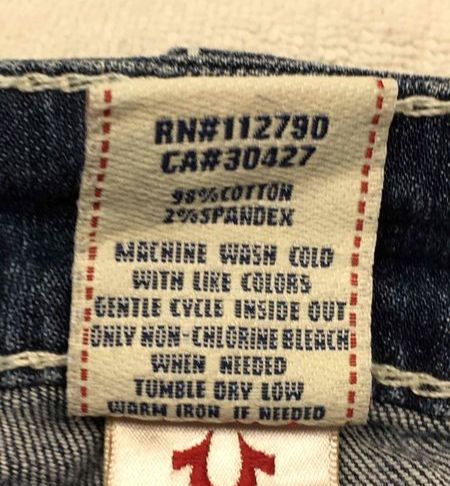 RN#112790
CA#30427
98%COTTON
2%SPANDEX
MACHINE WASH COLD
WITH LIKE COLORS
GENTLE CYCLE INSIDE OUT
ONLY NON-CHLORINE BLEACH
WHEN NEEDED
TUMBLE DRY LOW
WARM IRON IF NEEDED